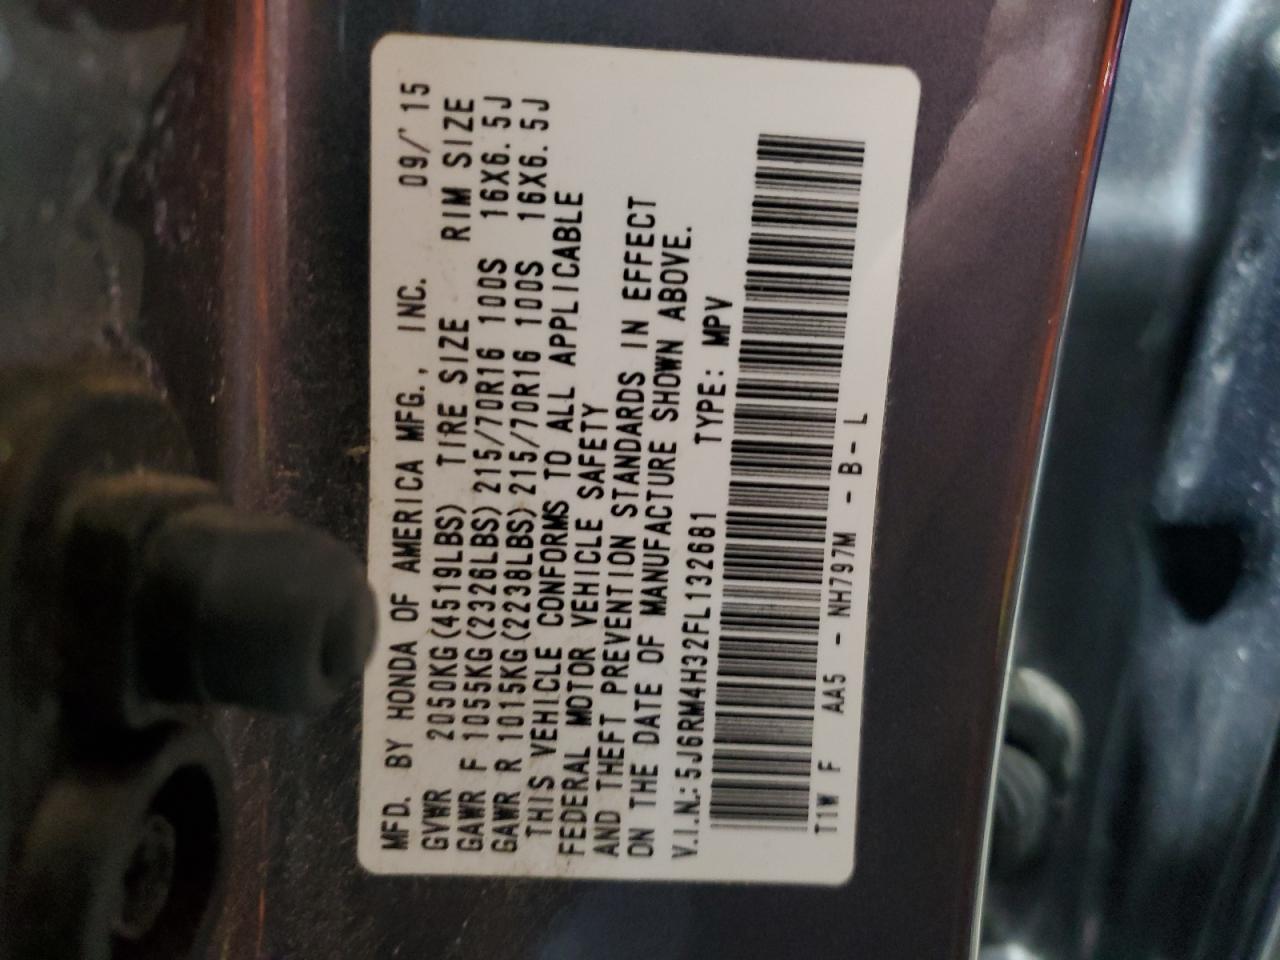 MFD. BY HONDA OF AMERICA MFG., INC. 09/'15
GVWR 2050KG(4519LBS) TIRE SIZE RIM SIZE
GAWR F 1055KG(2326LBS) 215/70R16 100S 16X6.5J
GAWR R 1015KG(2238LBS) 215/70R16 100S 16X6.5J
THIS VEHICLE CONFORMS TO ALL APPLICABLE
FEDERAL MOTOR VEHICLE SAFETY
AND THEFT PREVENTION STANDARDS IN EFFECT
ON THE DATE OF MANUFACTURE SHOWN ABOVE.
V.I.N.:5J6RM4H32FL132681 TYPE: MPV
T1W F AA5 - NH797M - B - L